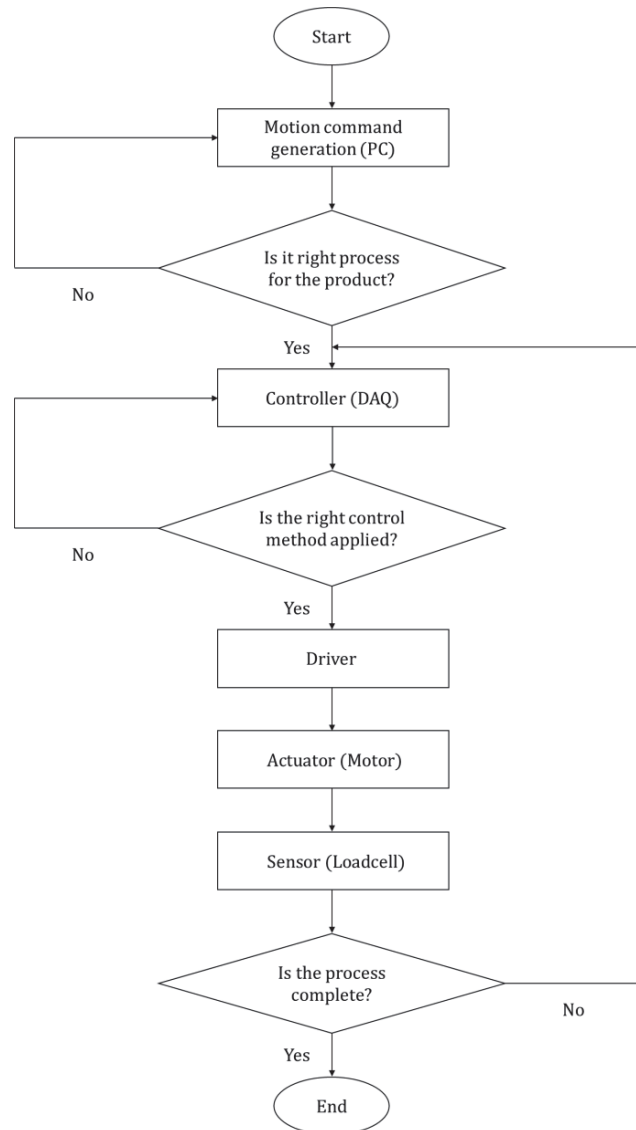 Start
Motion command
generation (PC)
Is it right process
for the product?
No
Yes
Controller (DAQ)
Is the right control
method applied?
No
Yes
Driver
Actuator (Motor)
Sensor (Loadcell)
Is the process
complete?
No
Yes
End